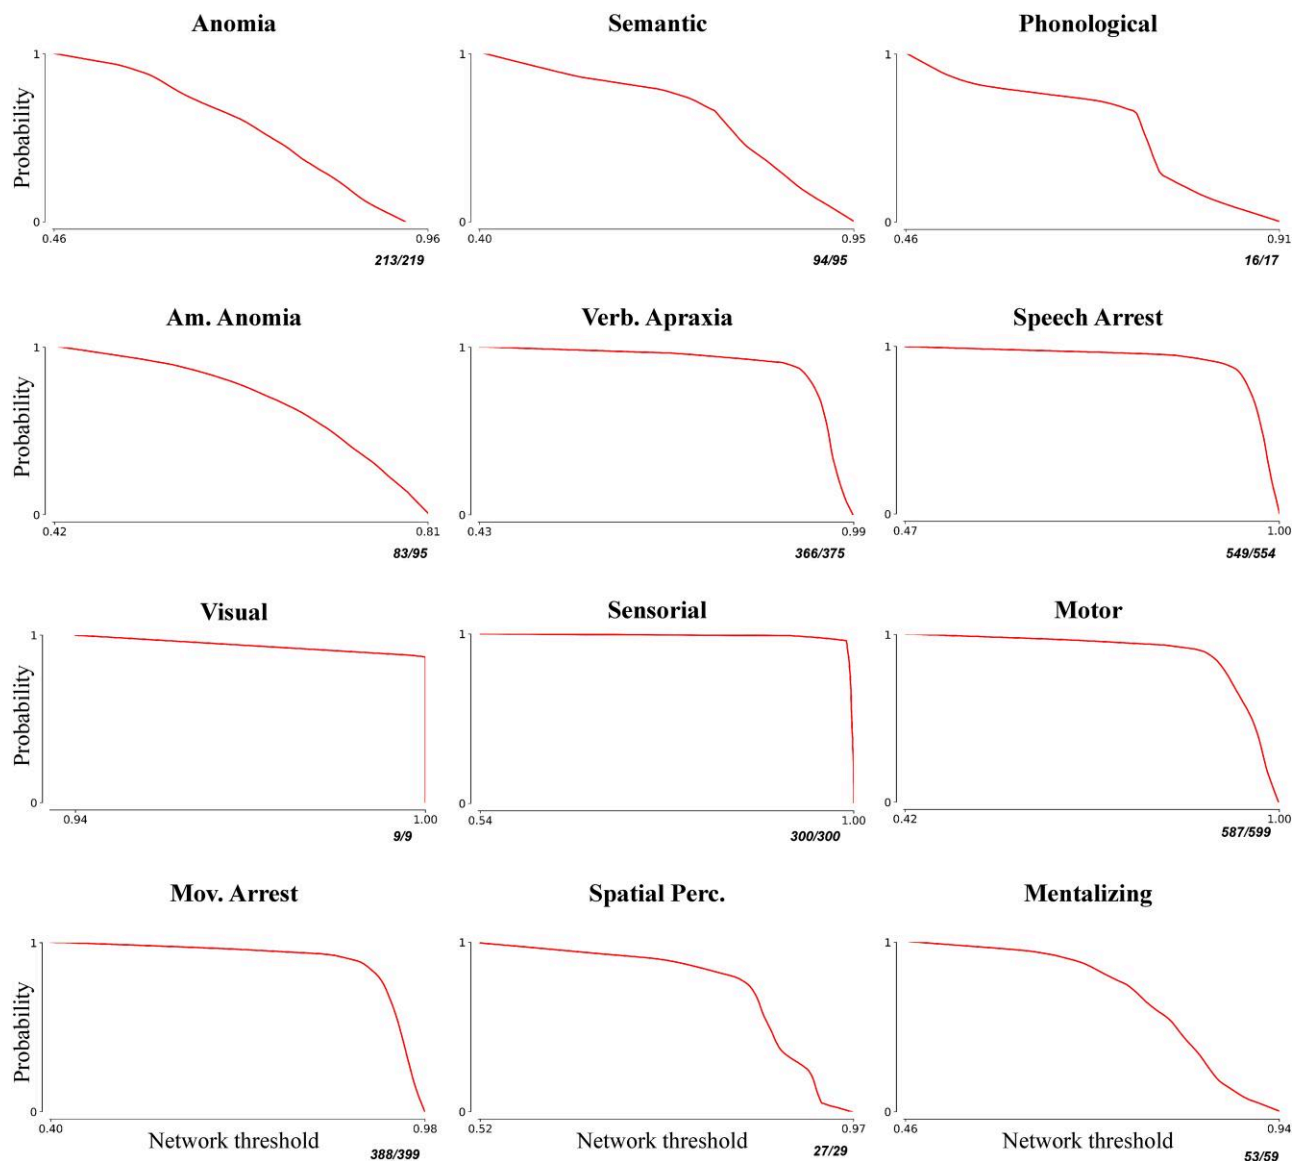 Anomia Semantic Phonological
1 1 1
Probability
0 0 0
0.46 0.96 0.40 0.95 0.46 0.91
213/219 94/95 16/17
Am. Anomia Verb. Apraxia Speech Arrest
1 1 1
Probability
0 0 0
0.42 0.81 0.43 0.99 0.47 1.00
83/95 366/375 549/554
Visual Sensorial Motor
1 1 1
Probability
0 0 0
0.94 1.00 0.54 1.00 0.42 1.00
9/9 300/300 587/599
Mov. Arrest Spatial Perc. Mentalizing
1 1 1
Probability
0 0 0
0.40 0.98 0.52 0.97 0.46 0.94
Network threshold Network threshold Network threshold
388/399 27/29 53/59